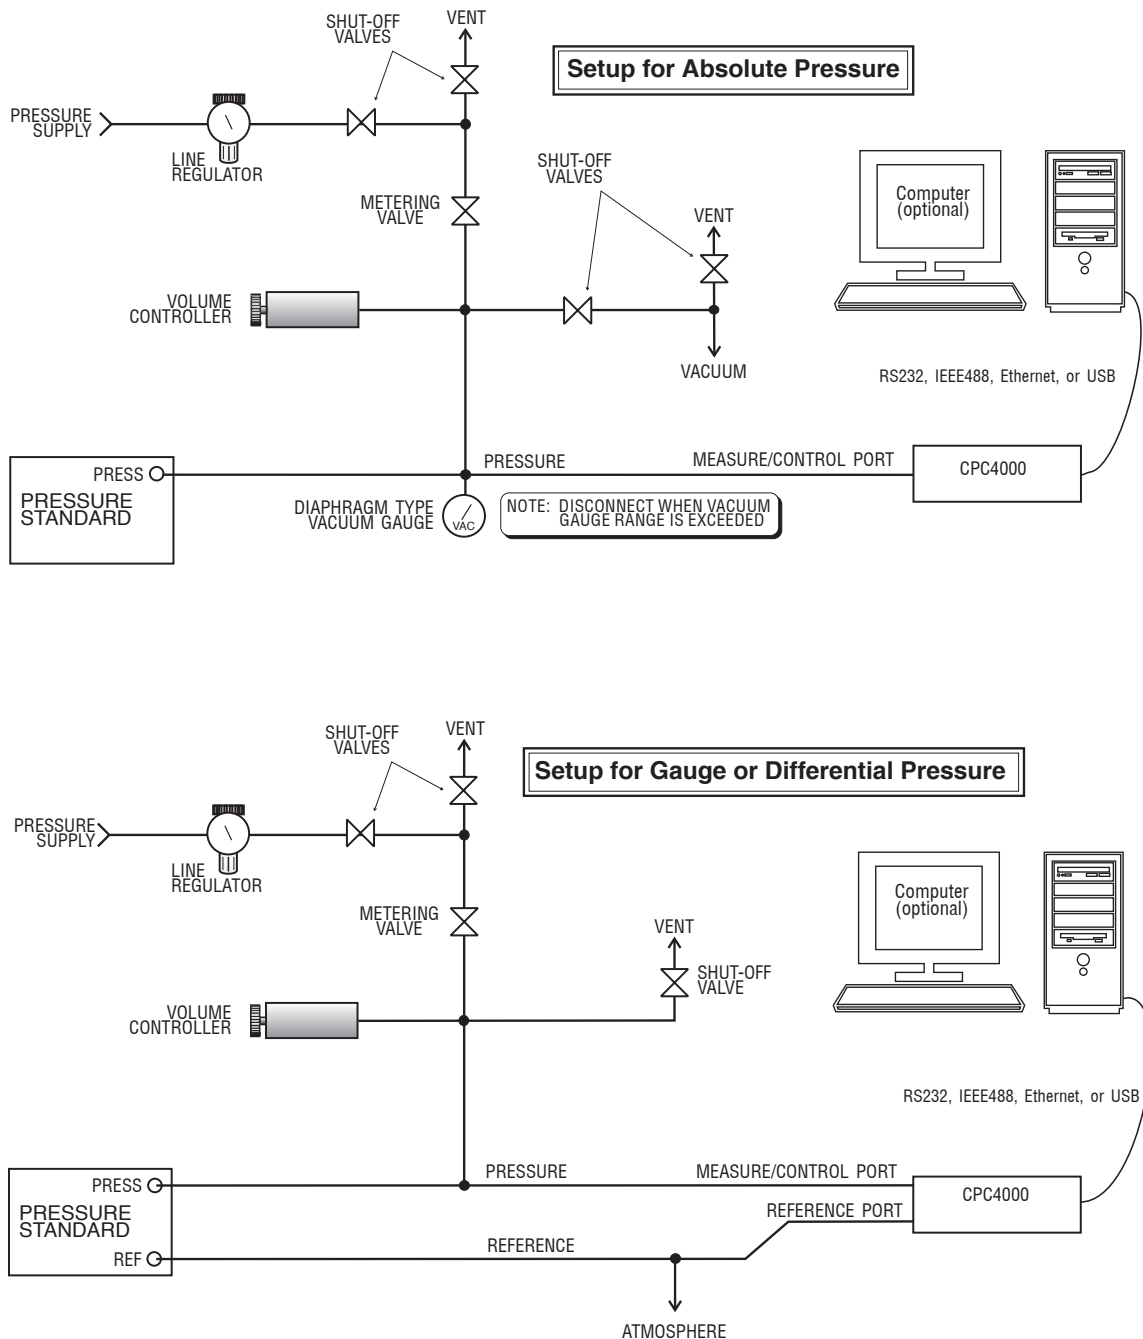 SHUT-OFF
VALVES
VENT
Setup for Absolute Pressure
PRESSURE
SUPPLY
LINE
REGULATOR
METERING
VALVE
SHUT-OFF
VALVES
VENT
Computer
(optional)
VOLUME
CONTROLLER
VACUUM
RS232, IEEE488, Ethernet, or USB
PRESS
PRESSURE
STANDARD
PRESSURE
MEASURE/CONTROL PORT
CPC4000
DIAPHRAGM TYPE
VACUUM GAUGE
VAC
NOTE: DISCONNECT WHEN VACUUM
GAUGE RANGE IS EXCEEDED
SHUT-OFF
VALVES
VENT
Setup for Gauge or Differential Pressure
PRESSURE
SUPPLY
LINE
REGULATOR
METERING
VALVE
VENT
SHUT-OFF
VALVE
Computer
(optional)
VOLUME
CONTROLLER
RS232, IEEE488, Ethernet, or USB
PRESS
PRESSURE
STANDARD
REF
PRESSURE
MEASURE/CONTROL PORT
REFERENCE PORT
CPC4000
REFERENCE
ATMOSPHERE